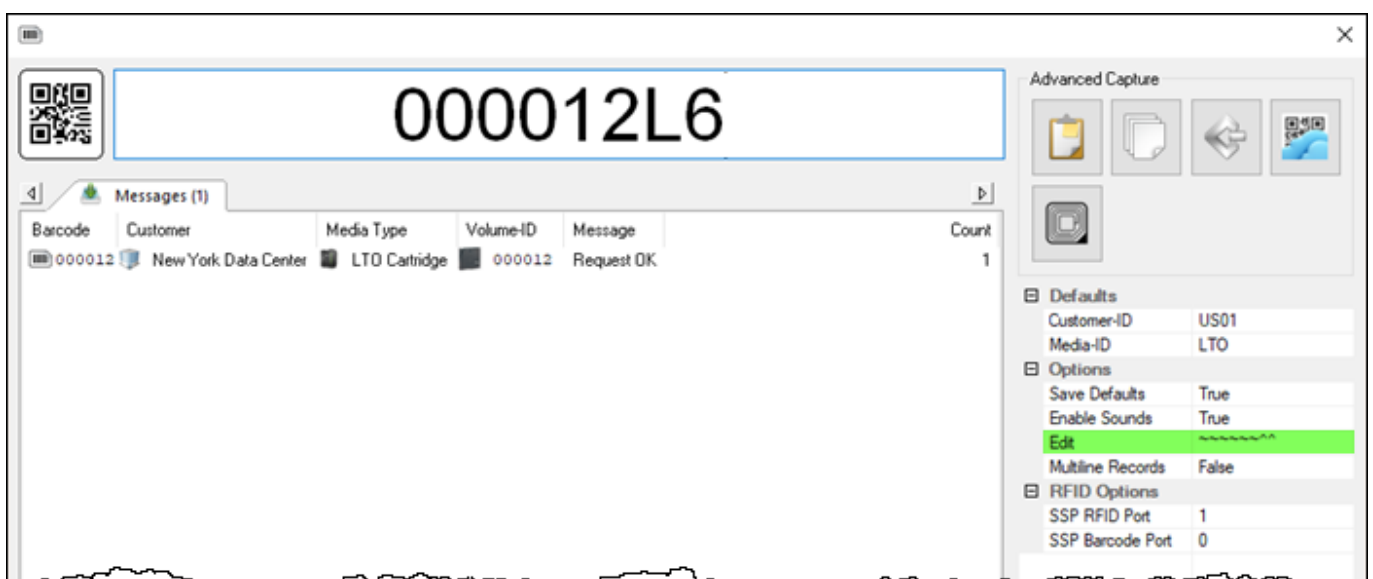 000012L6
Advanced Capture
Messages (1)
Barcode Customer Media Type Volume-ID Message Count
000012 New York Data Center LTO Cartridge 000012 Request OK 1
Defaults
Customer-ID US01
Media-ID LTO
Options
Save Defaults True
Enable Sounds True
Edit ~~~~~~^^
Multiline Records False
RFID Options
SSP RFID Port 1
SSP Barcode Port 0